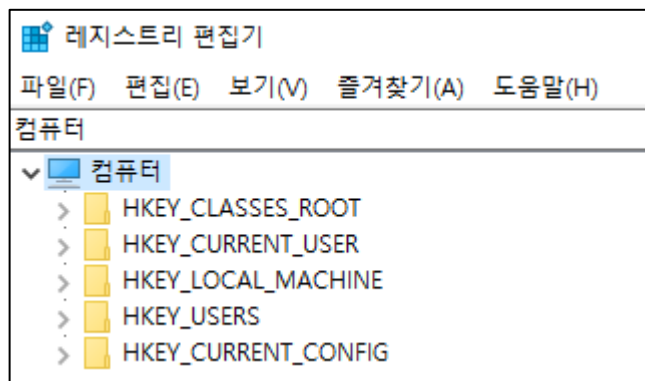 레지스트리 편집기
파일(F) 편집(E) 보기(V) 즐겨찾기(A) 도움말(H)
컴퓨터
컴퓨터
HKEY_CLASSES_ROOT
HKEY_CURRENT_USER
HKEY_LOCAL_MACHINE
HKEY_USERS
HKEY_CURRENT_CONFIG